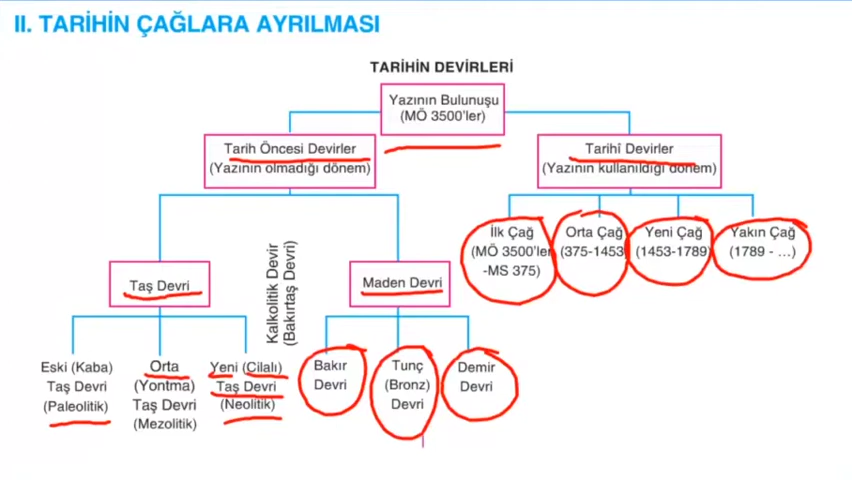 II. TARİHİN ÇAĞLARA AYRILMASI
TARİHİN DEVİRLERİ
Yazının Bulunuşu
(MÖ 3500'ler)
Tarih Öncesi Devirler
(Yazının olmadığı dönem)
Tarihî Devirler
(Yazının kullanıldığı dönem)
Taş Devri
Kalkolitik Devir
(Bakırtaş Devri)
Maden Devri
İlk Çağ
(MÖ 3500'ler
-MS 375)
Orta Çağ
(375-1453)
Yeni Çağ
(1453-1789)
Yakın Çağ
(1789 - ...)
Eski (Kaba)
Taş Devri
(Paleolitik)
Orta
(Yontma)
Taş Devri
(Mezolitik)
Yeni (Cilalı)
Taş Devri
(Neolitik)
Bakır
Devri
Tunç
(Bronz)
Devri
Demir
Devri